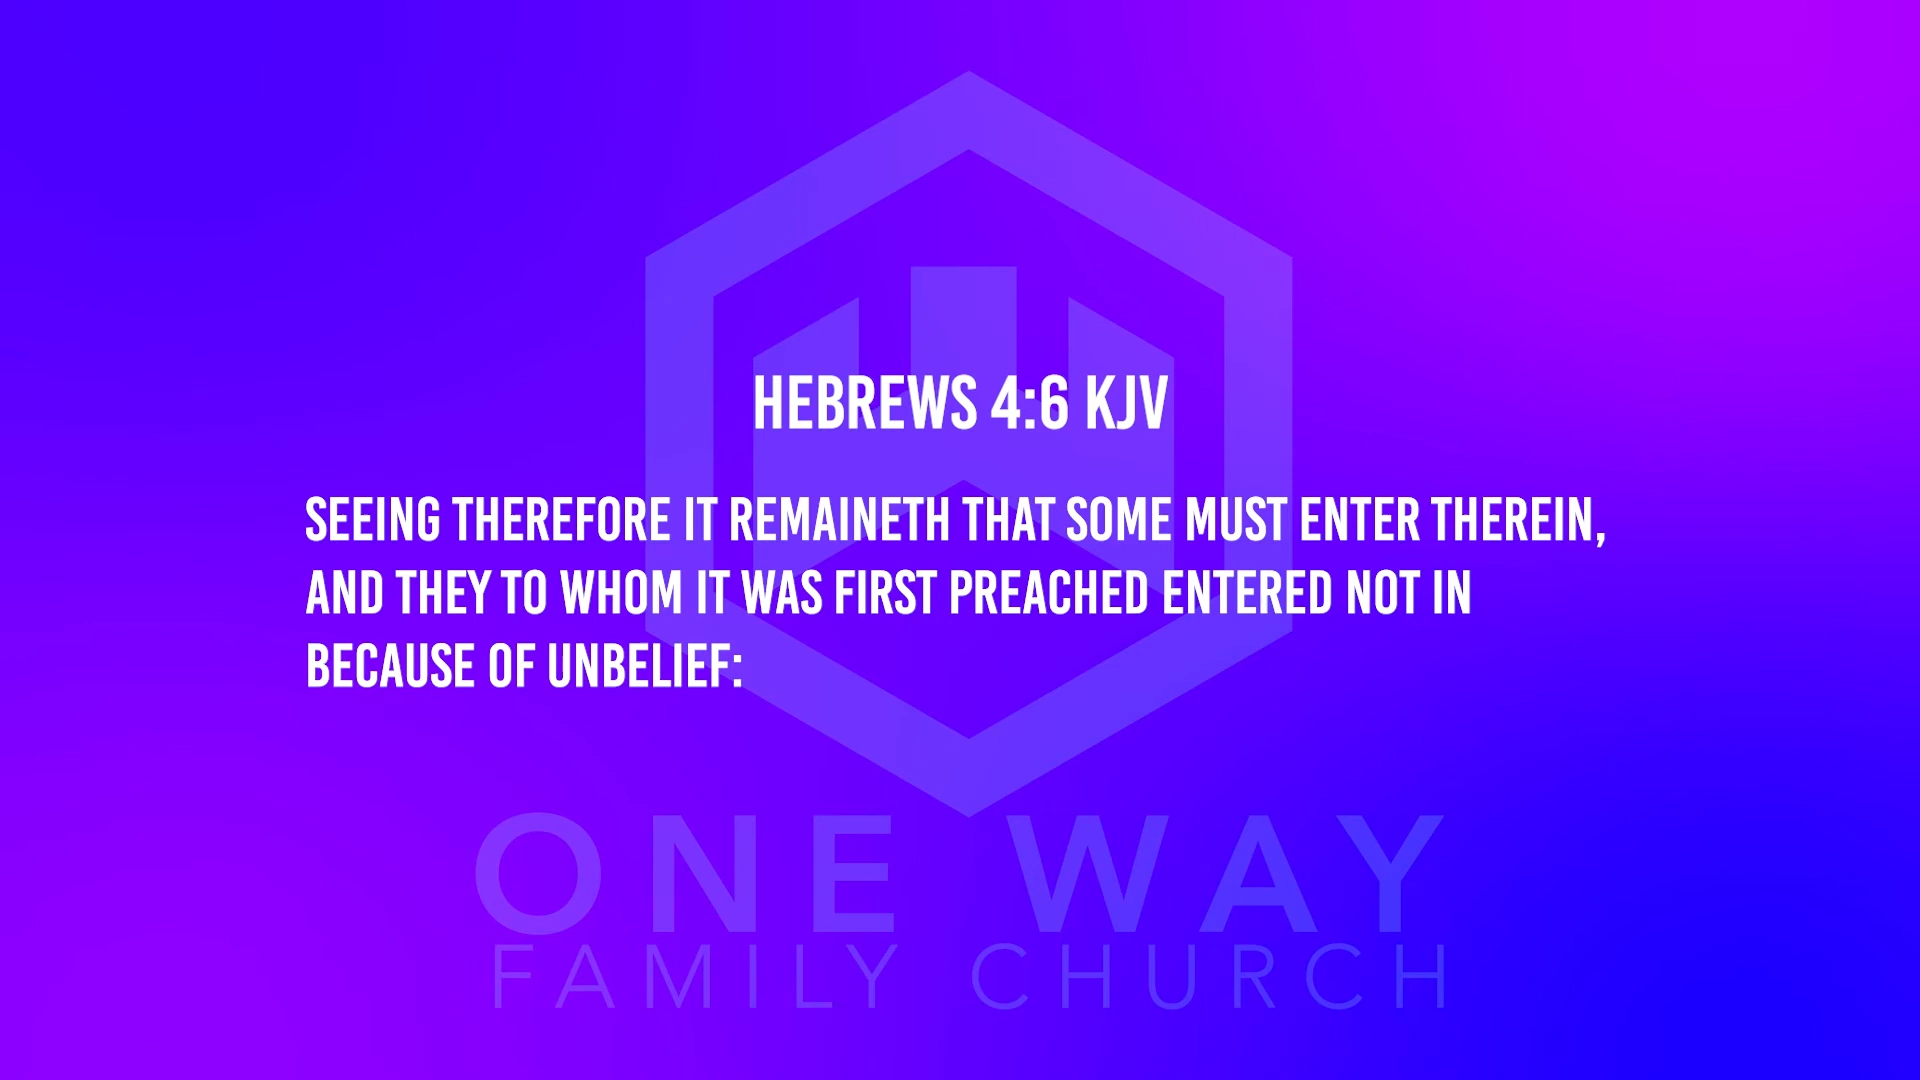 HEBREWS 4:6 KJV
SEEING THEREFORE IT REMAINETH THAT SOME MUST ENTER THEREIN,
AND THEY TO WHOM IT WAS FIRST PREACHED ENTERED NOT IN
BECAUSE OF UNBELIEF:
ONE WAY
FAMILY CHURCH